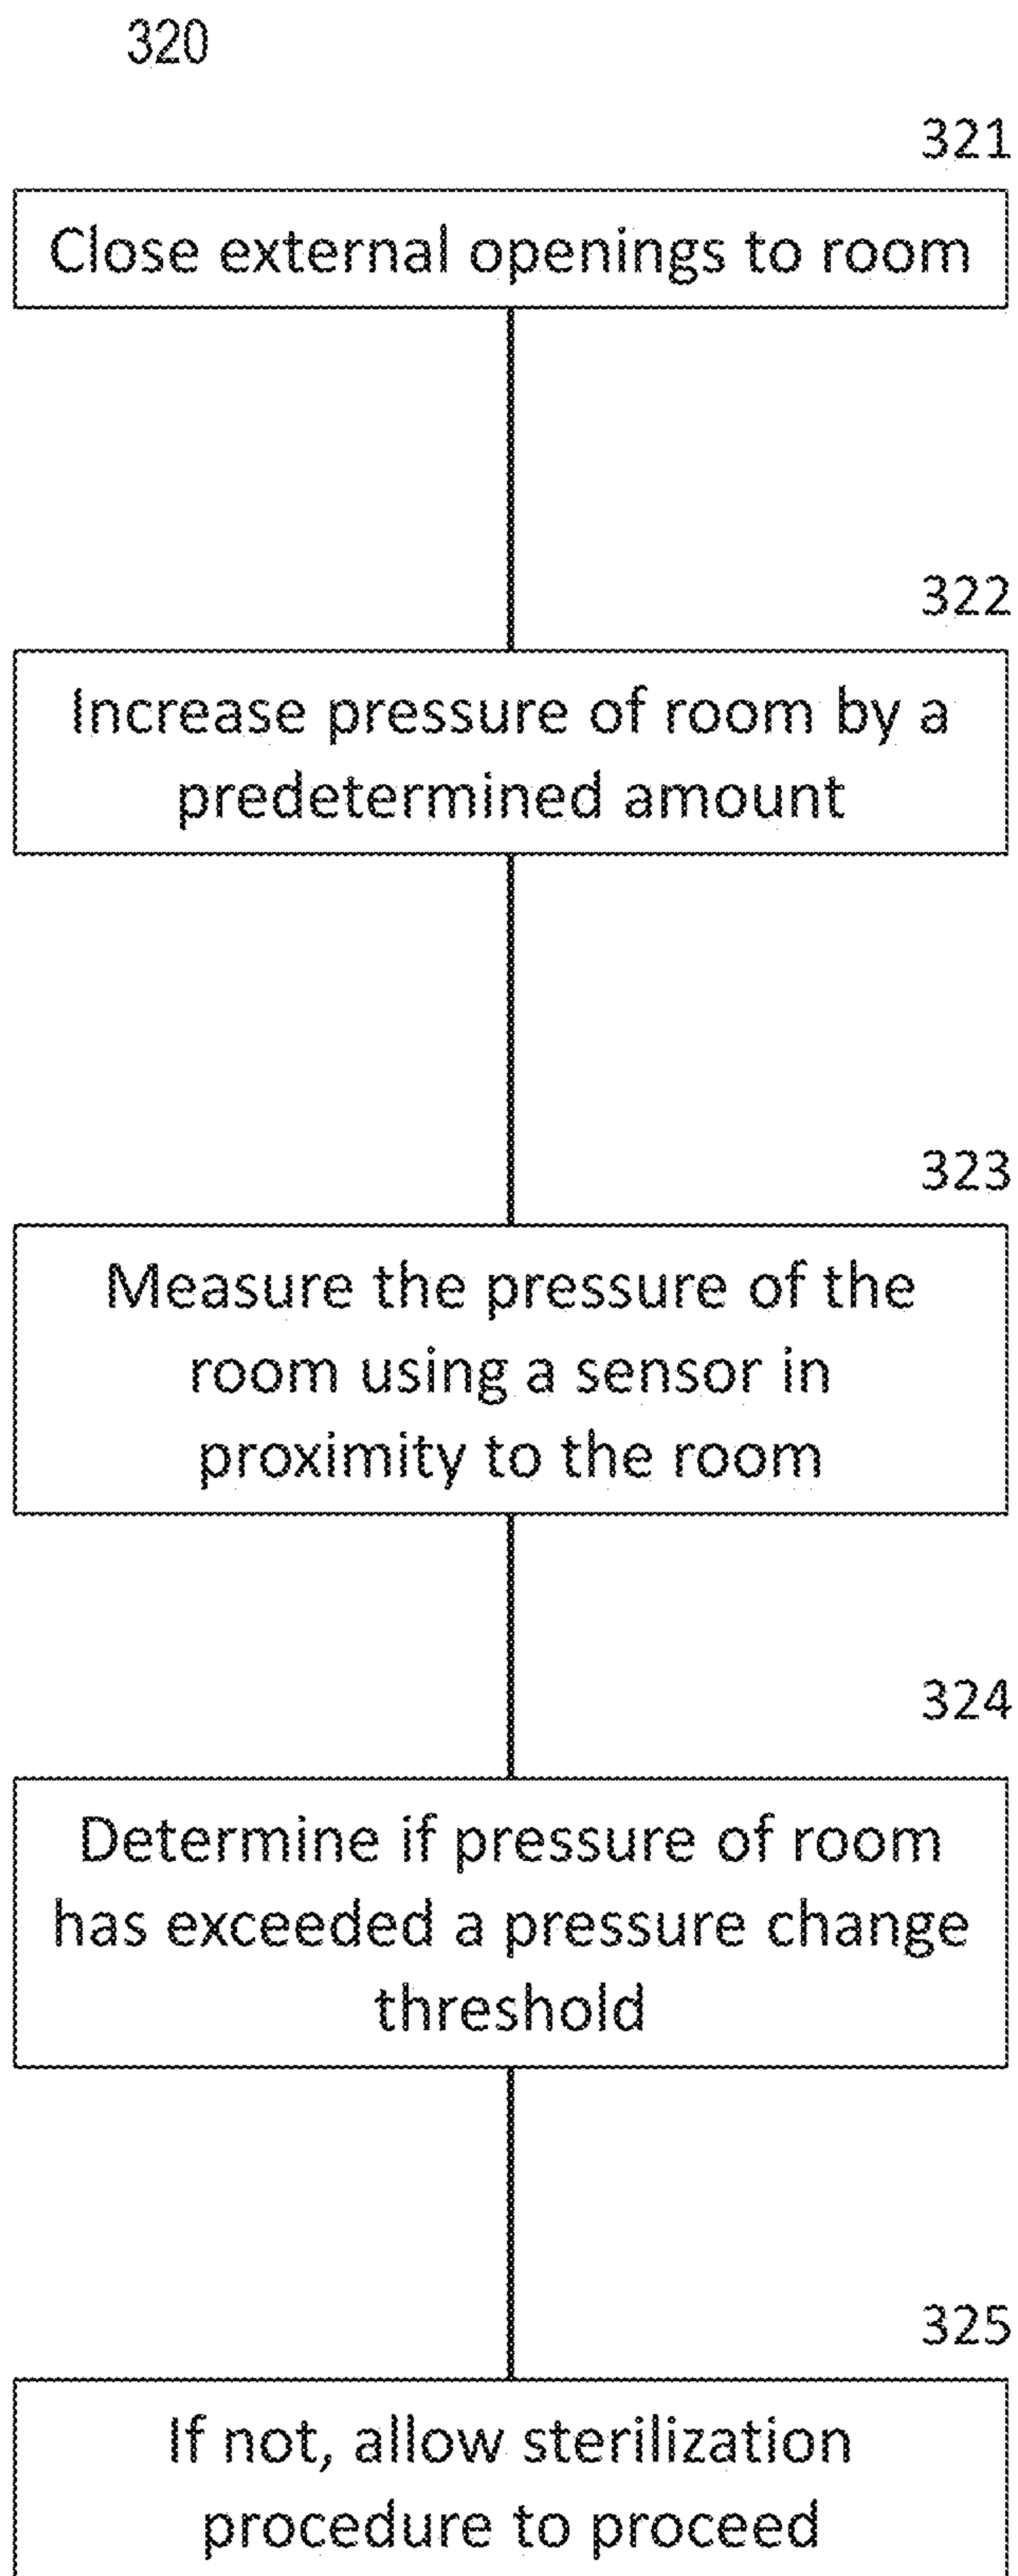 320
321
Close external openings to room
322
Increase pressure of room by a
predetermined amount
323
Measure the pressure of the
room using a sensor in
proximity to the room
324
Determine if pressure of room
has exceeded a pressure change
threshold
325
If not, allow sterilization
procedure to proceed